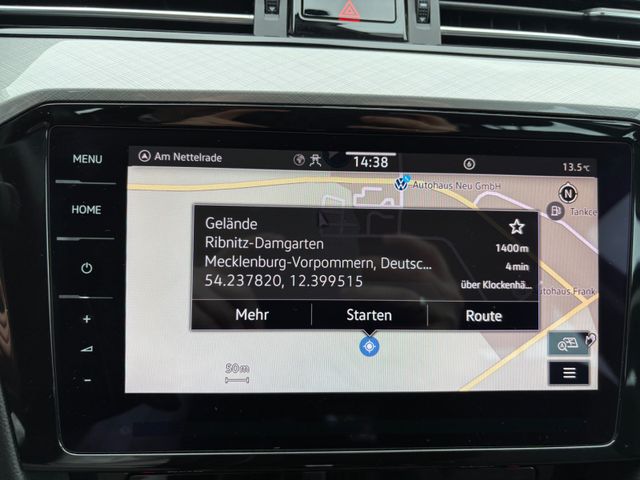 MENU
HOME
Am Nettelrade
14:38
6
13.5°C
Autohaus Neu GmbH
N
Tankce
Gelände
Ribnitz-Damgarten
1400m
Mecklenburg-Vorpommern, Deutsc...
4 min
54.237820, 12.399515
über Klockenhä...
Mehr
Starten
Route
utohaus Frank
50m